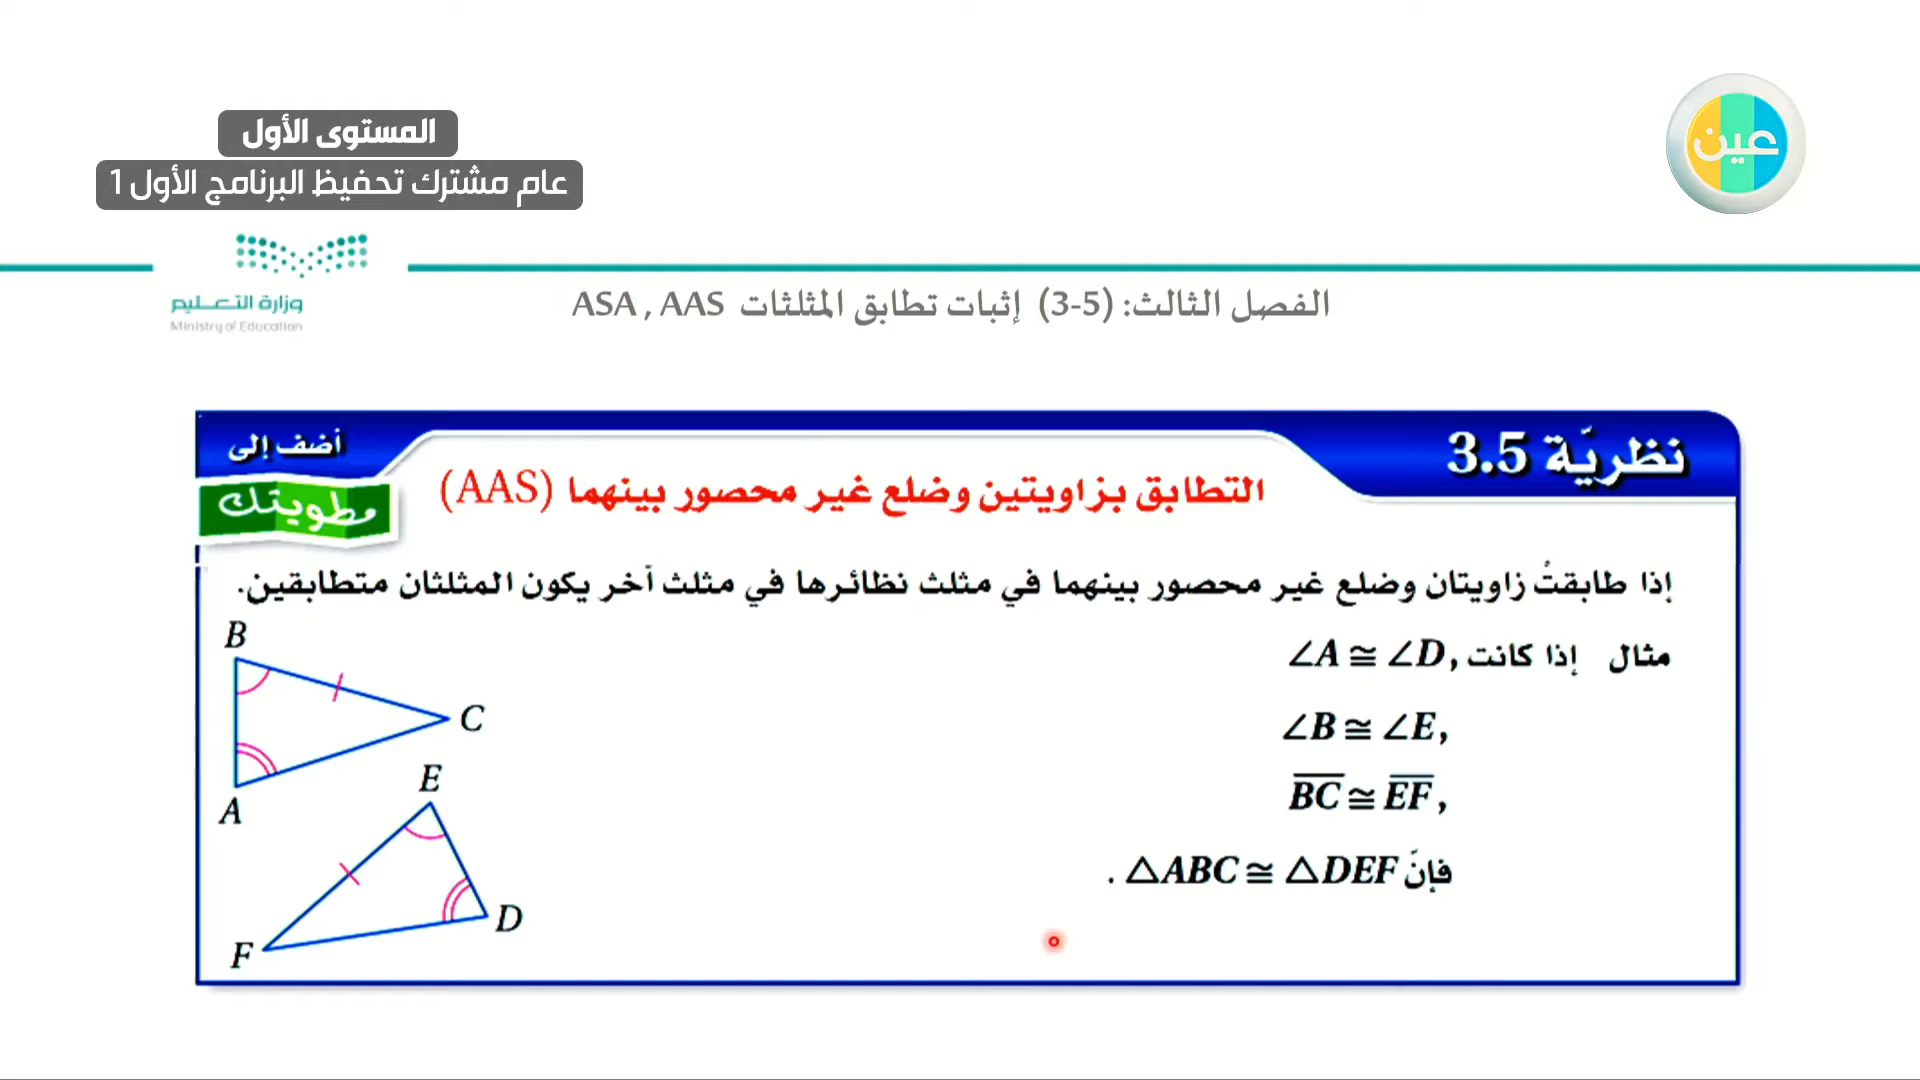 المستوى الأول
عام مشترك تحفيظ البرنامج الأول 1
عين
وزارة التعليم
Ministry of Education
الفصل الثالث: (5-3) إثبات تطابق المثلثات ASA , AAS
نظريّة 3.5
أضف إلى
مطويتك
التطابق بزاويتين وضلع غير محصور بينهما (AAS)
إذا طابقتْ زاويتان وضلع غير محصور بينهما في مثلث نظائرها في مثلث آخر يكون المثلثان متطابقين.
مثال إذا كانت ∠A ≅ ∠D,
∠B ≅ ∠E,
B̅C̅ ≅ E̅F̅,
فإنَ △ABC ≅ △DEF .
B
C
A
E
D
F